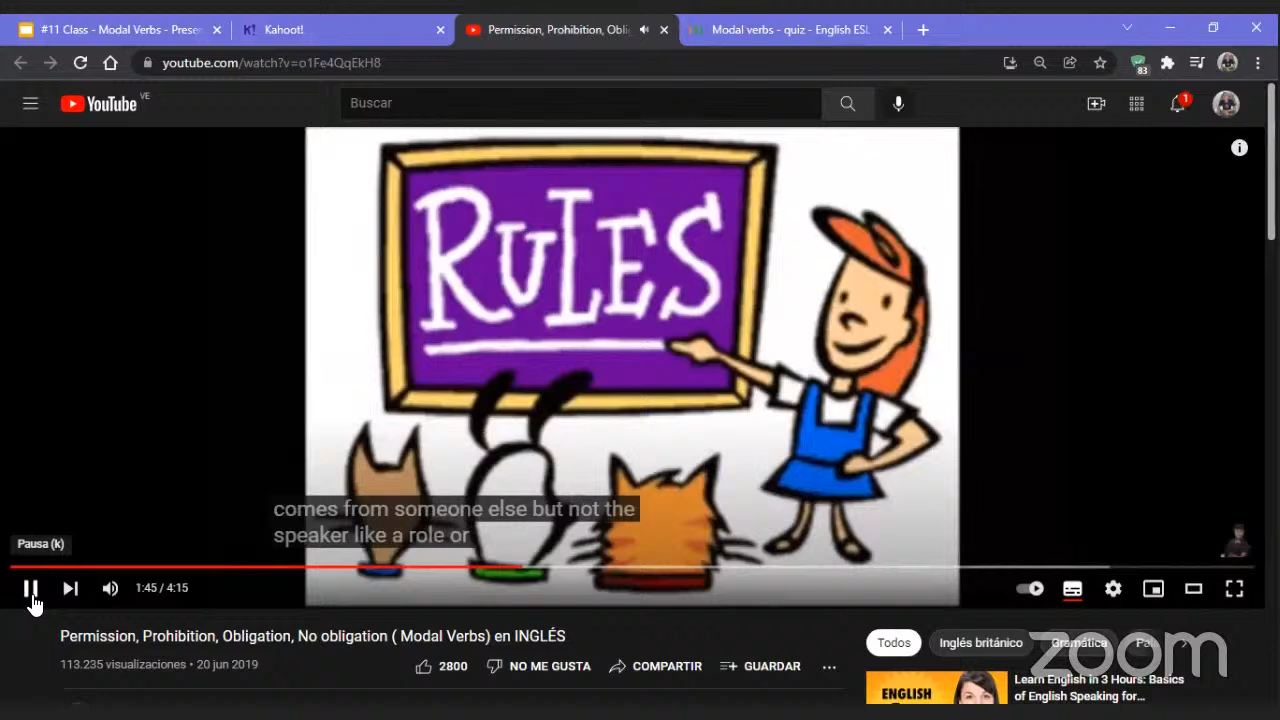 #11 Class - Modal Verbs - Prese
Kahoot!
Permission, Prohibition, Obli
Modal verbs - quiz - English ESL
youtube.com/watch?v=o1Fe4QqEkH8
83
YouTube VE
Buscar
1
RULES
comes from someone else but not the
speaker like a role or
Pausa (k)
1:45 / 4:15
Permission, Prohibition, Obligation, No obligation ( Modal Verbs) en INGLÉS
113.235 visualizaciones • 20 jun 2019
2800
NO ME GUSTA
COMPARTIR
GUARDAR
Todos
Inglés británico
Gramática
zoom
ENGLISH
Learn English in 3 Hours: Basics
of English Speaking for...